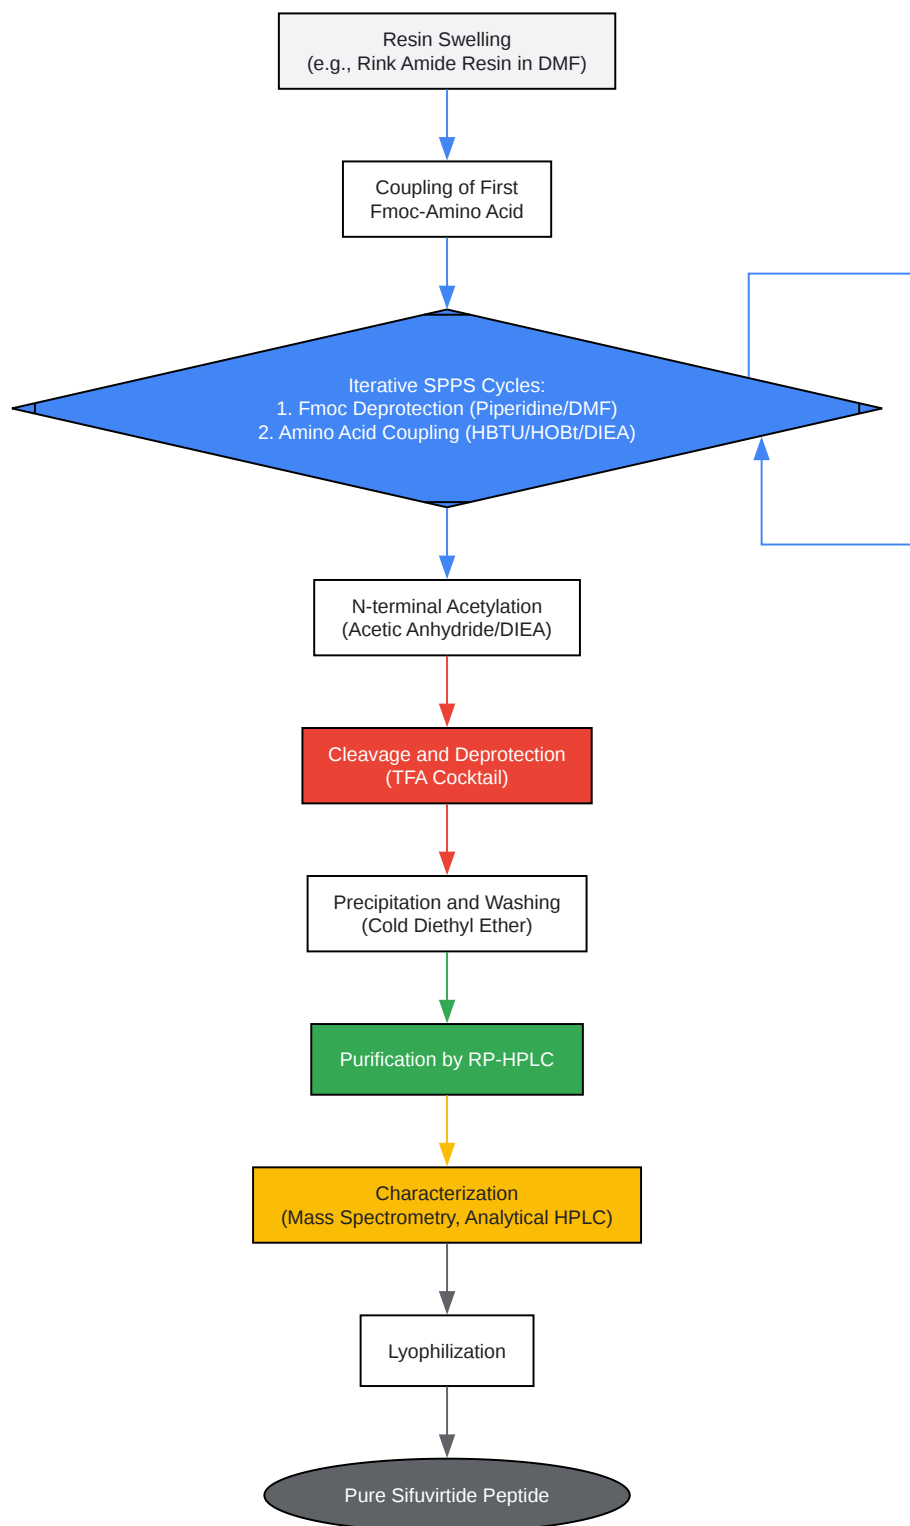 Resin Swelling
(e.g., Rink Amide Resin in DMF)
Coupling of First
Fmoc-Amino Acid
Iterative SPPS Cycles:
1. Fmoc Deprotection (Piperidine/DMF)
2. Amino Acid Coupling (HBTU/HOBt/DIEA)
N-terminal Acetylation
(Acetic Anhydride/DIEA)
Cleavage and Deprotection
(TFA Cocktail)
Precipitation and Washing
(Cold Diethyl Ether)
Purification by RP-HPLC
Characterization
(Mass Spectrometry, Analytical HPLC)
Lyophilization
Pure Sifuvirtide Peptide